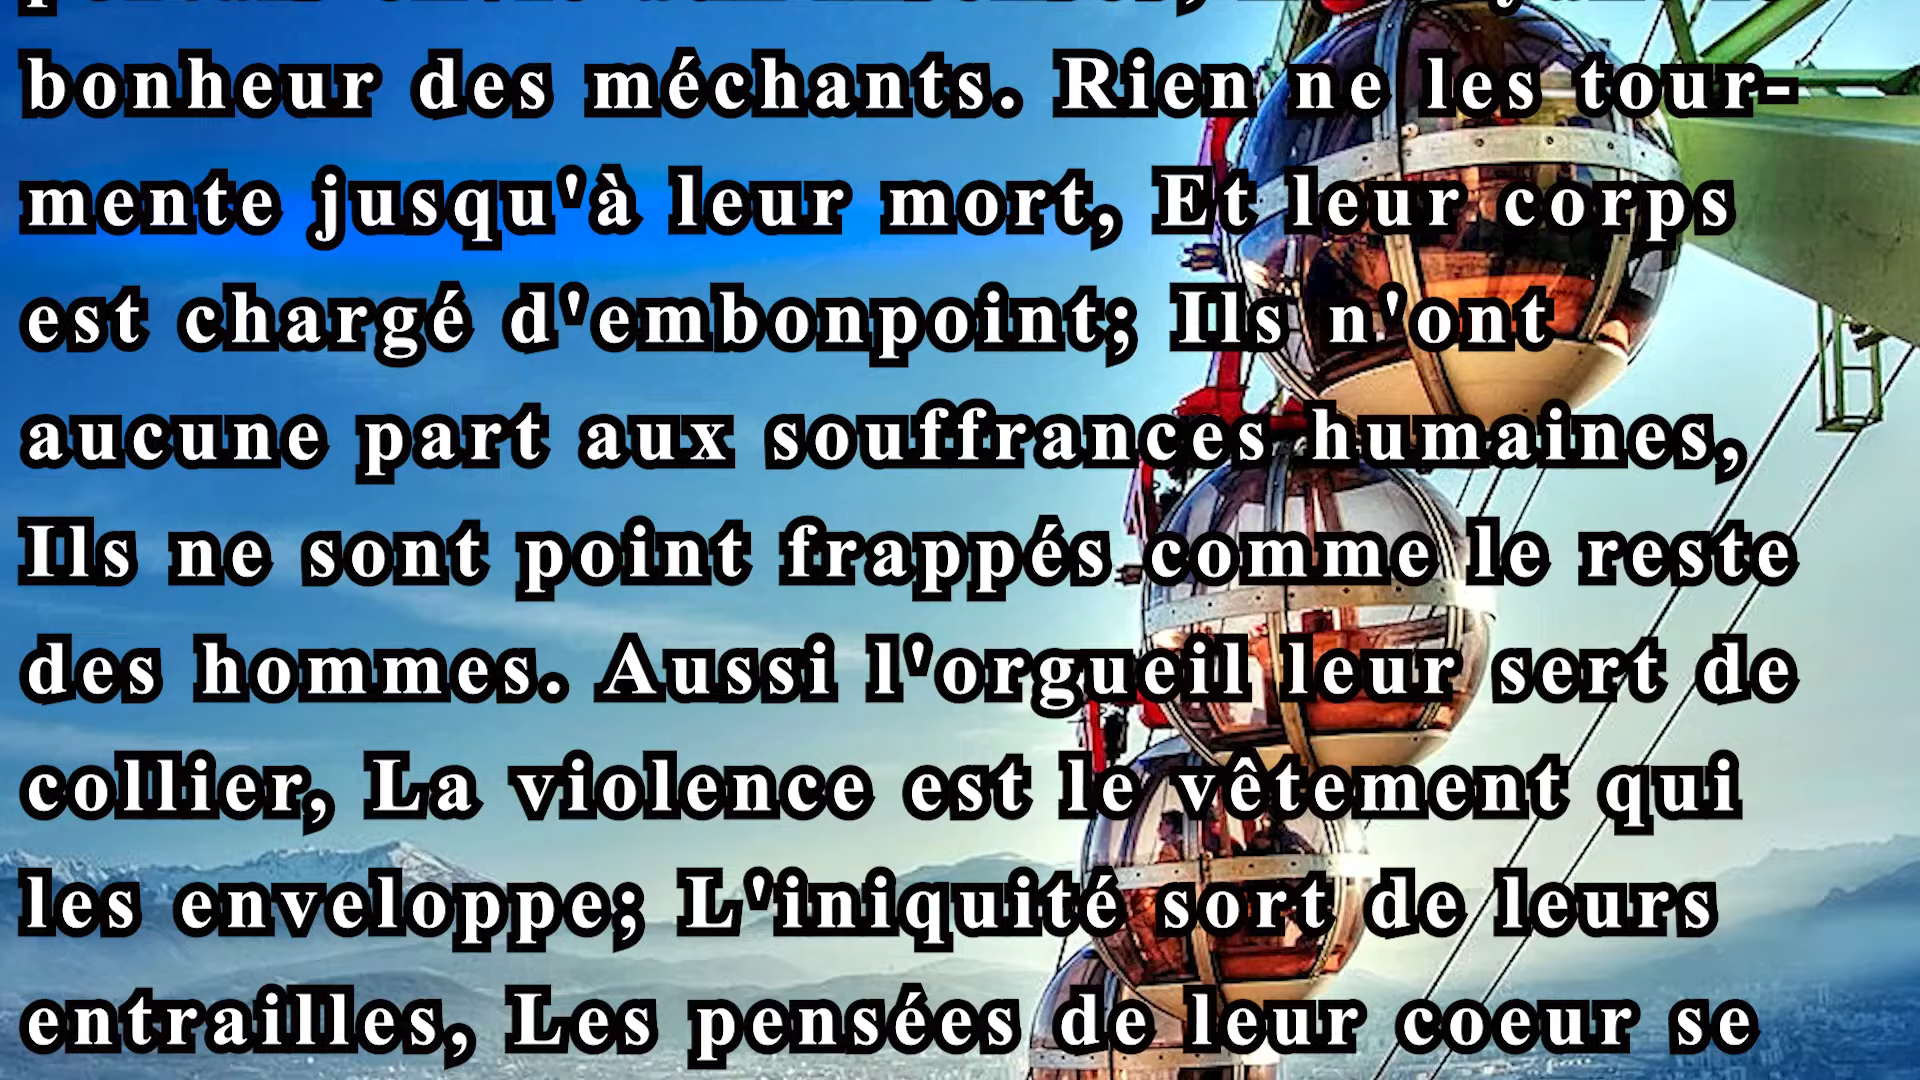 bonheur des méchants. Rien ne les tour-
mente jusqu'à leur mort, Et leur corps
est chargé d'embonpoint; Ils n'ont
aucune part aux souffrances humaines,
Ils ne sont point frappés comme le reste
des hommes. Aussi l'orgueil leur sert de
collier, La violence est le vêtement qui
les enveloppe; L'iniquité sort de leurs
entrailles, Les pensées de leur coeur se